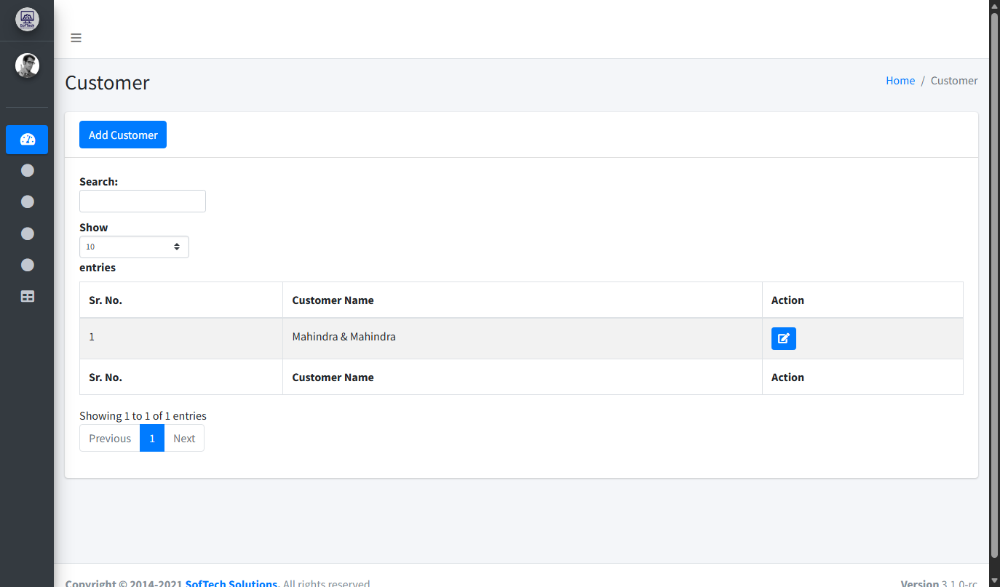 SofTech
Customer
Home / Customer
Add Customer
Search:
Show
10
entries
Sr. No. Customer Name Action
1 Mahindra & Mahindra
Sr. No. Customer Name Action
Showing 1 to 1 of 1 entries
Previous 1 Next
Copyright © 2014-2021 SofTech Solutions. All rights reserved Version 3.1.0-rc